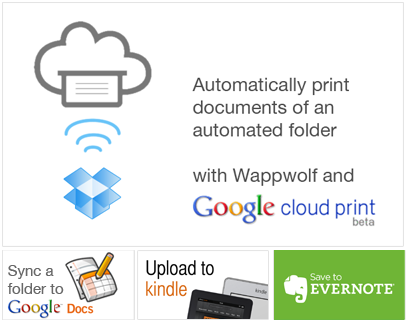 Automatically print
documents of an
automated folder
with Wappwolf and
Google cloud print
beta
Sync a
folder to
Google Docs
Upload to
kindle
kindle
Save to
EVERNOTE